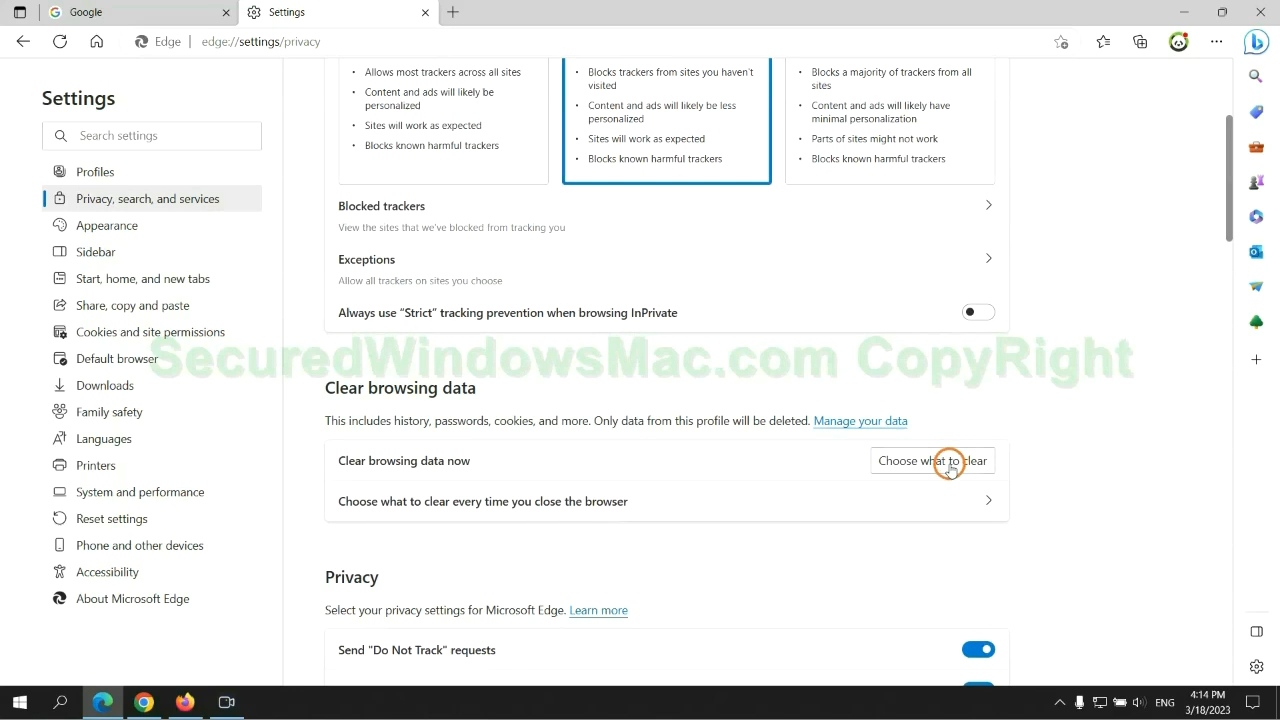 Google
Settings
Edge
edge://settings/privacy
Settings
Search settings
Profiles
Privacy, search, and services
Appearance
Sidebar
Start, home, and new tabs
Share, copy and paste
Cookies and site permissions
Default browser
Downloads
Family safety
Languages
Printers
System and performance
Reset settings
Phone and other devices
Accessibility
About Microsoft Edge
Allows most trackers across all sites
Content and ads will likely be
personalized
Sites will work as expected
Blocks known harmful trackers
Blocks trackers from sites you haven't
visited
Content and ads will likely be less
personalized
Sites will work as expected
Blocks known harmful trackers
Blocks a majority of trackers from all
sites
Content and ads will likely have
minimal personalization
Parts of sites might not work
Blocks known harmful trackers
Blocked trackers
View the sites that we've blocked from tracking you
Exceptions
Allow all trackers on sites you choose
Always use “Strict” tracking prevention when browsing InPrivate
SecuredWindowsMac.com CopyRight
Clear browsing data
This includes history, passwords, cookies, and more. Only data from this profile will be deleted. Manage your data
Clear browsing data now
Choose what to clear
Choose what to clear every time you close the browser
Privacy
Select your privacy settings for Microsoft Edge. Learn more
Send "Do Not Track" requests
ENG
4:14 PM
3/18/2023